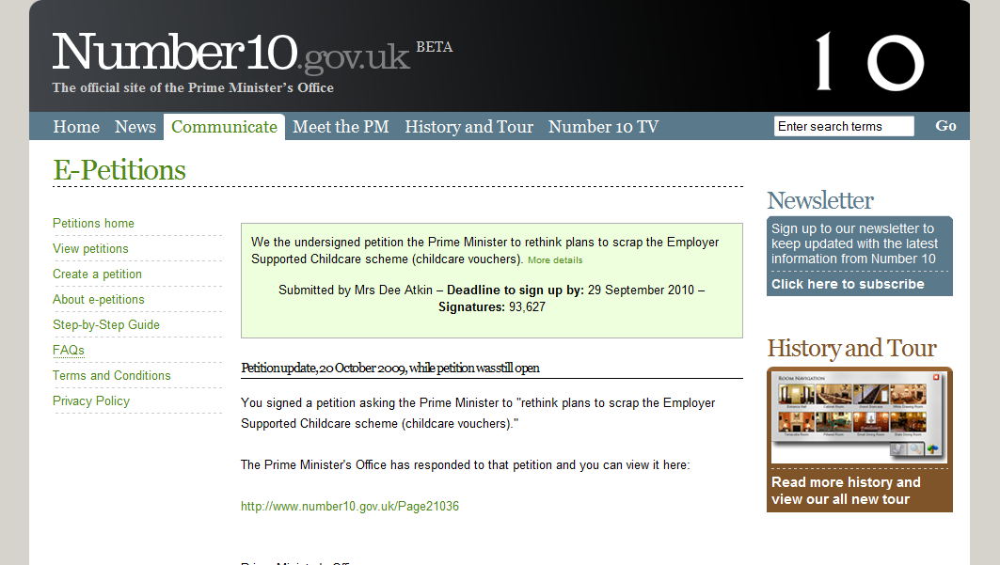 Number10.gov.uk BETA
10
The official site of the Prime Minister's Office
Home News Communicate Meet the PM History and Tour Number 10 TV Enter search terms Go
E-Petitions
Petitions home
View petitions
Create a petition
About e-petitions
Step-by-Step Guide
FAQs
Terms and Conditions
Privacy Policy
We the undersigned petition the Prime Minister to rethink plans to scrap the Employer
Supported Childcare scheme (childcare vouchers). More details
Submitted by Mrs Dee Atkin – Deadline to sign up by: 29 September 2010 –
Signatures: 93,627
Petition update, 20 October 2009, while petition was still open
You signed a petition asking the Prime Minister to "rethink plans to scrap the Employer
Supported Childcare scheme (childcare vouchers)."
The Prime Minister's Office has responded to that petition and you can view it here:
http://www.number10.gov.uk/Page21036
Newsletter
Sign up to our newsletter to
keep updated with the latest
information from Number 10
Click here to subscribe
History and Tour
Room Navigation
Read more history and
view our all new tour